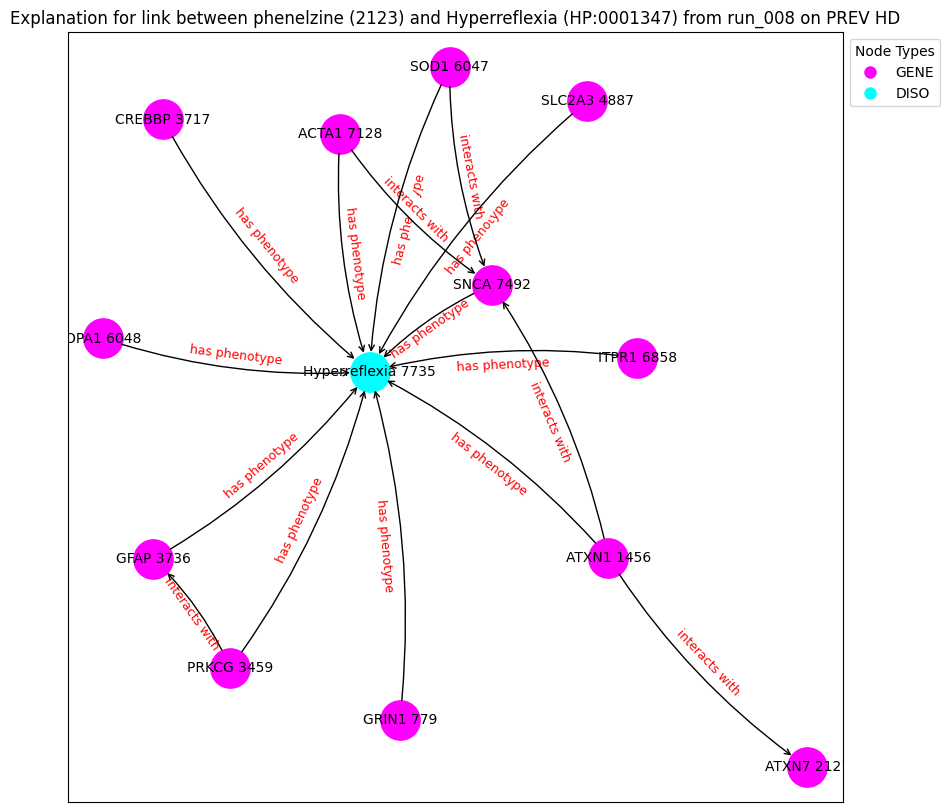 Explanation for link between phenelzine (2123) and Hyperreflexia (HP:0001347) from run_008 on PREV HD
Node Types
GENE
DISO
SOD1 6047
SLC2A3 4887
CREBBP 3717
ACTA1 7128
interacts with
has phe ype
interacts with
has phenotype
has phenotype
has phenotype
SNCA 7492
has phenotype
OPA1 6048
has phenotype
Hyperreflexia 7735
has phenotype
ITPR1 6858
interacts with
has phenotype
has phenotype
has phenotype
has phenotype
GFAP 3736
ATXN1 1456
interacts with
interacts with
PRKCG 3459
GRIN1 779
ATXN7 212